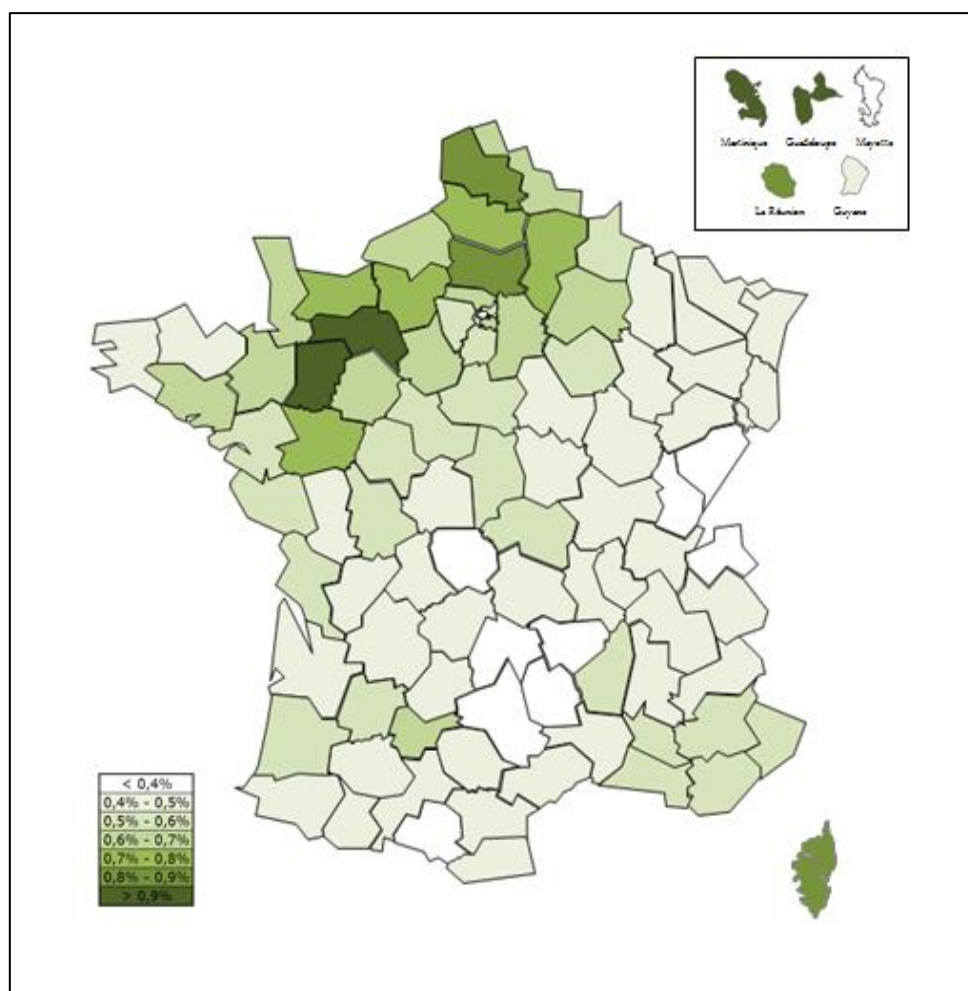 Martinique
Guadeloupe
Mayotte
La Réunion
Guyane
< 0,4%
0,4% - 0,5%
0,5% - 0,6%
0,6% - 0,7%
0,7% - 0,8%
0,8% - 0,9%
> 0,9%